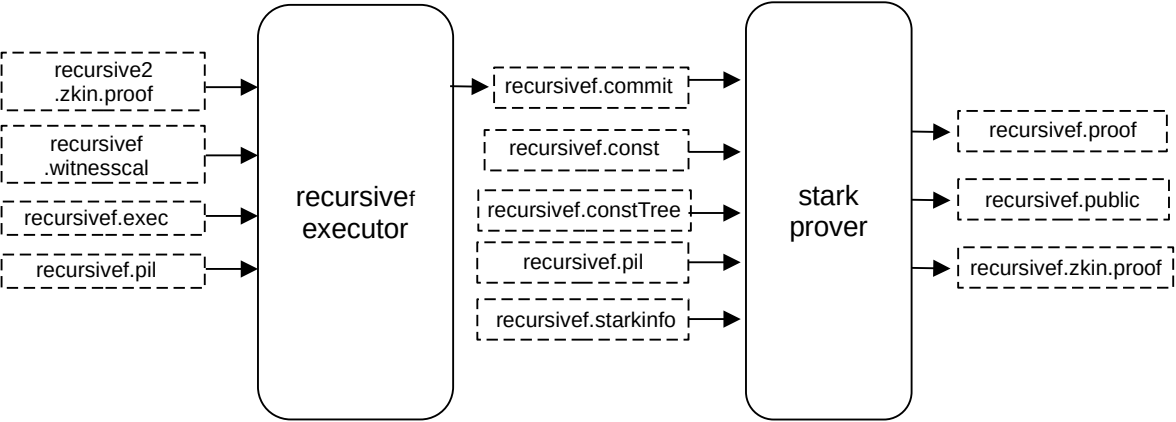 recursive2
.zkin.proof
recursivef
.witnesscal
recursivef.exec
recursivef.pil
recursivef
executor
recursivef.commit
recursivef.const
recursivef.constTree
recursivef.pil
recursivef.starkinfo
stark
prover
recursivef.proof
recursivef.public
recursivef.zkin.proof